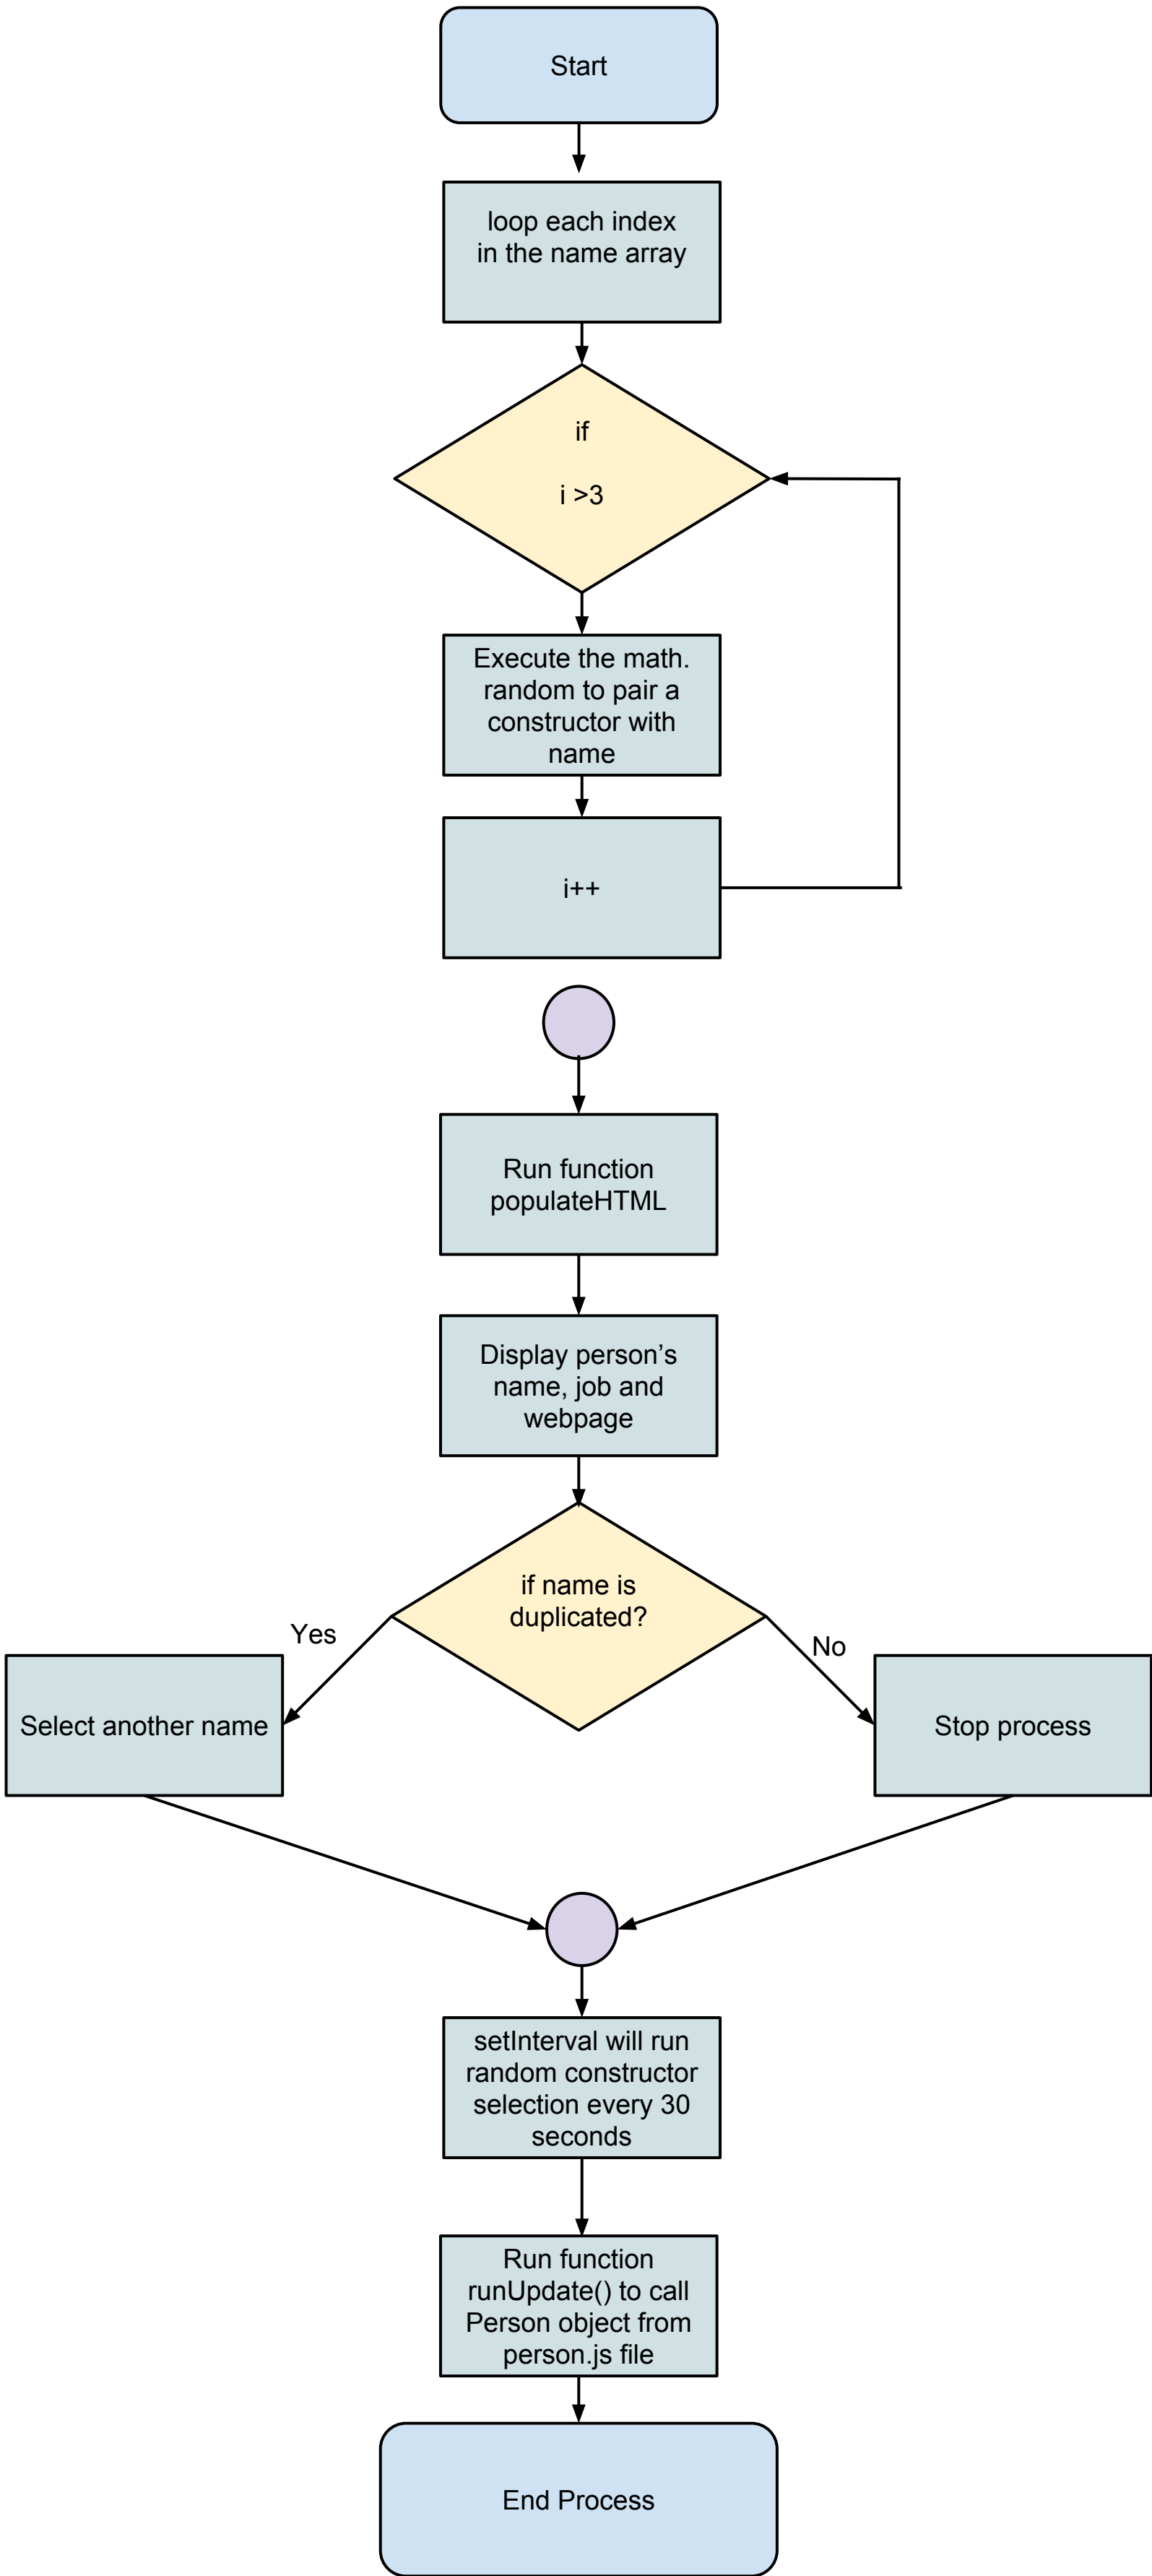 Start
loop each index
in the name array
if
i >3
Execute the math.
random to pair a
constructor with
name
i++
Run function
populateHTML
Display person’s
name, job and
webpage
if name is
duplicated?
Yes
No
Select another name
Stop process
setInterval will run
random constructor
selection every 30
seconds
Run function
runUpdate() to call
Person object from
person.js file
End Process